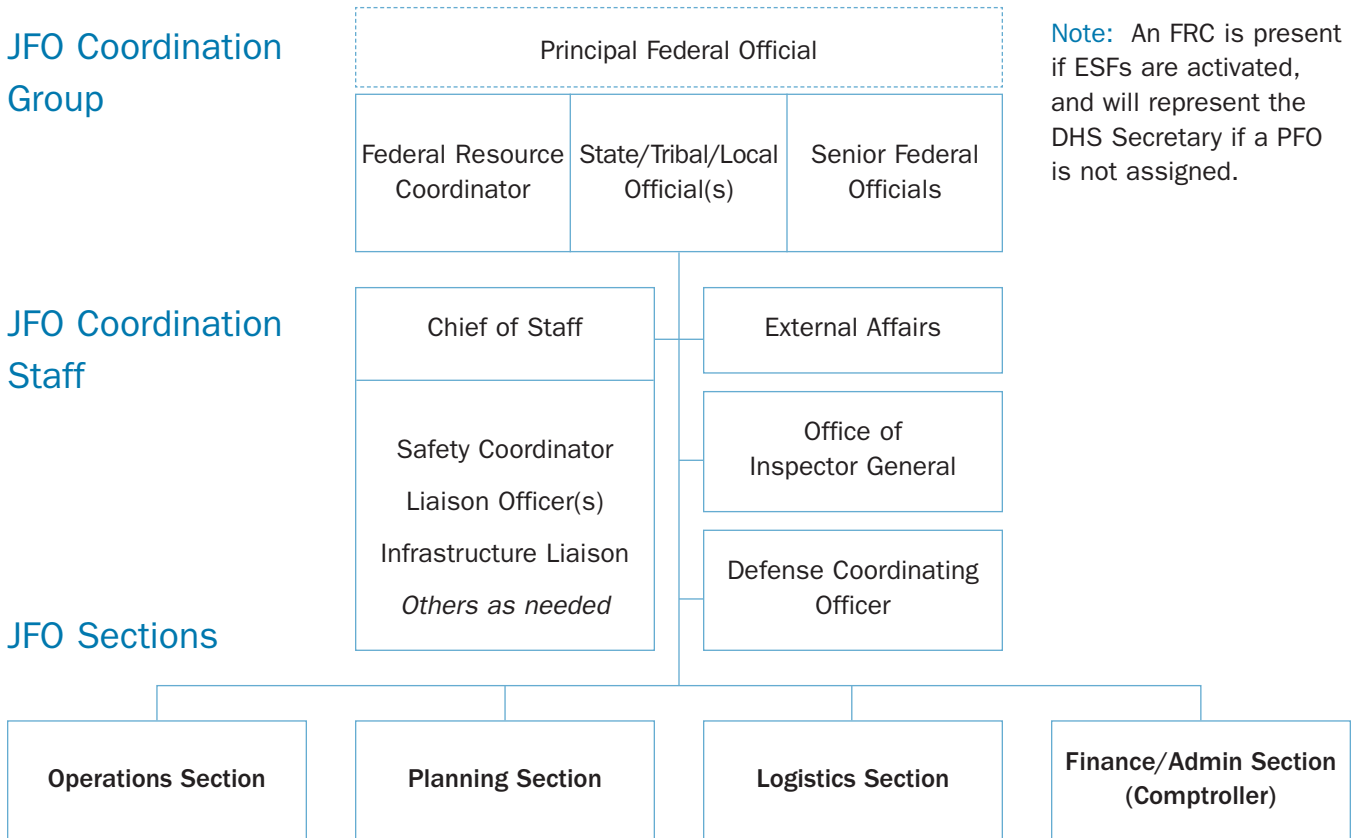 JFO Coordination
Group
Principal Federal Official
Federal Resource
Coordinator
State/Tribal/Local
Official(s)
Senior Federal
Officials
Note: An FRC is present
if ESFs are activated,
and will represent the
DHS Secretary if a PFO
is not assigned.
JFO Coordination
Staff
Chief of Staff
Safety Coordinator
Liaison Officer(s)
Infrastructure Liaison
Others as needed
External Affairs
Office of
Inspector General
Defense Coordinating
Officer
JFO Sections
Operations Section
Planning Section
Logistics Section
Finance/Admin Section
(Comptroller)